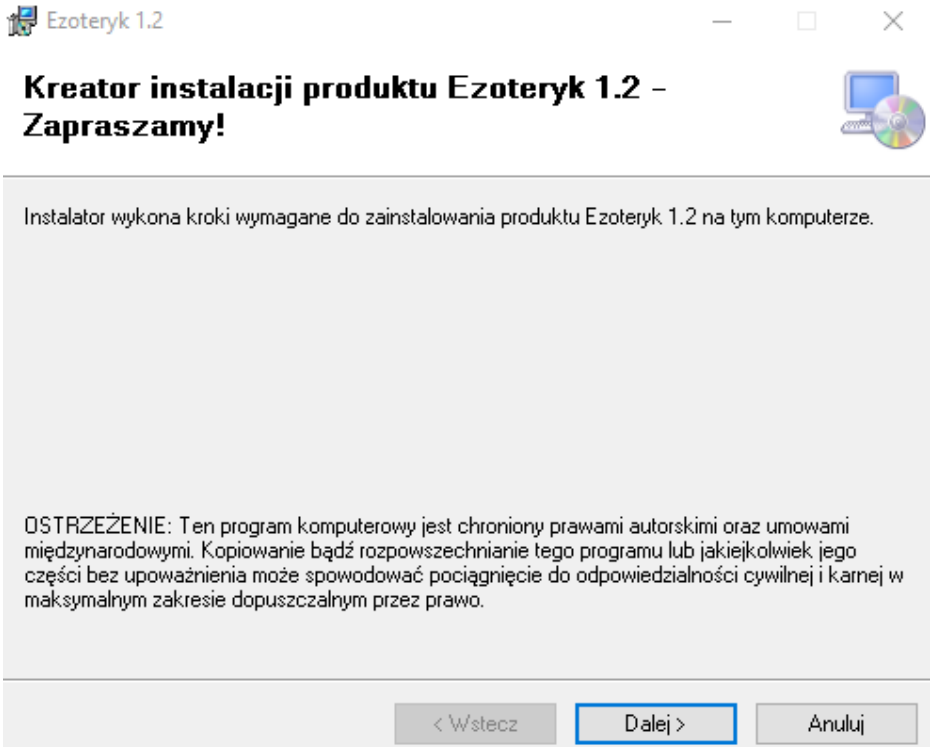 Ezoteryk 1.2
Kreator instalacji produktu Ezoteryk 1.2 –
Zapraszamy!
Instalator wykona kroki wymagane do zainstalowania produktu Ezoteryk 1.2 na tym komputerze.
OSTRZEŻENIE: Ten program komputerowy jest chroniony prawami autorskimi oraz umowami
międzynarodowymi. Kopiowanie bądź rozpowszechnianie tego programu lub jakiejkolwiek jego
części bez upoważnienia może spowodować pociągnięcie do odpowiedzialności cywilnej i karnej w
maksymalnym zakresie dopuszczalnym przez prawo.
< Wstecz
Dalej >
Anuluj